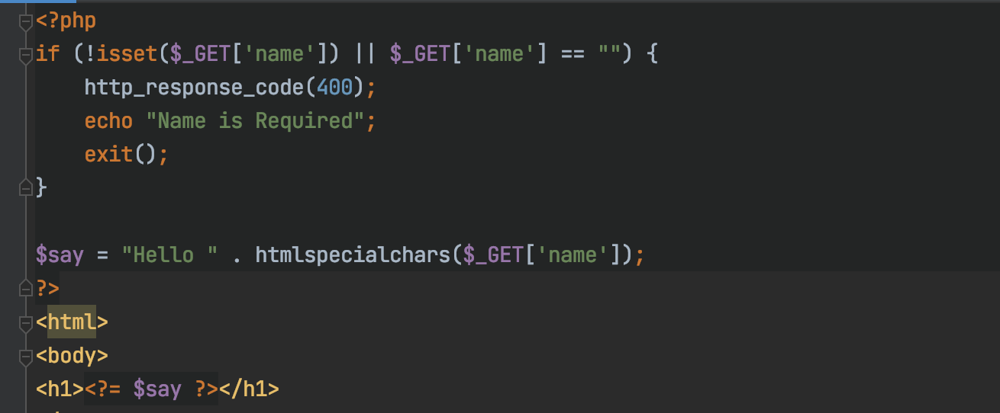 <?php
if (!isset($_GET['name']) || $_GET['name'] == "") {
    http_response_code(400);
    echo "Name is Required";
    exit();
}

$say = "Hello " . htmlspecialchars($_GET['name']);
?>
<html>
<body>
<h1><?= $say ?></h1>